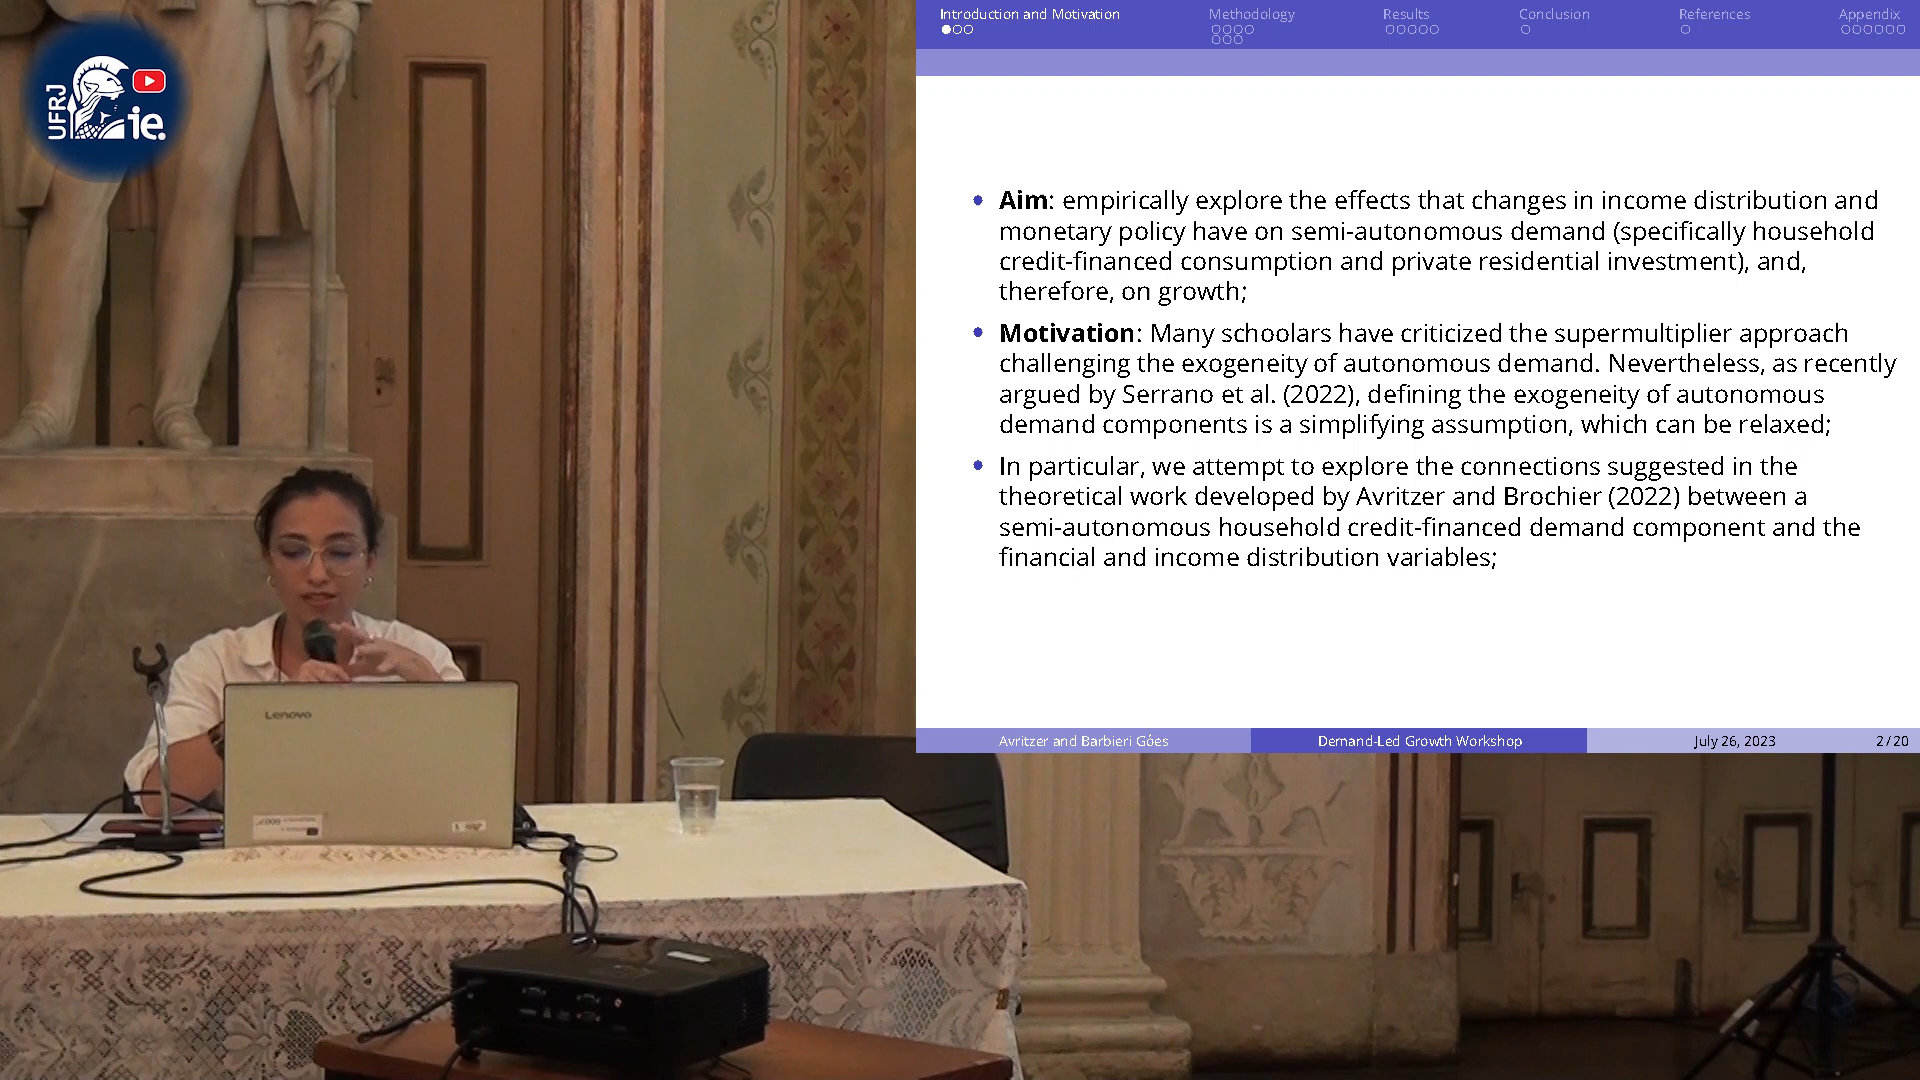 UFRJ
ie.
Lenovo
Introduction and Motivation
Methodology
Results
Conclusion
References
Appendix
• Aim: empirically explore the effects that changes in income distribution and
monetary policy have on semi-autonomous demand (specifically household
credit-financed consumption and private residential investment), and,
therefore, on growth;
• Motivation: Many schoolars have criticized the supermultiplier approach
challenging the exogeneity of autonomous demand. Nevertheless, as recently
argued by Serrano et al. (2022), defining the exogeneity of autonomous
demand components is a simplifying assumption, which can be relaxed;
• In particular, we attempt to explore the connections suggested in the
theoretical work developed by Avritzer and Brochier (2022) between a
semi-autonomous household credit-financed demand component and the
financial and income distribution variables;
Avritzer and Barbieri Góes
Demand-Led Growth Workshop
July 26, 2023
2 / 20